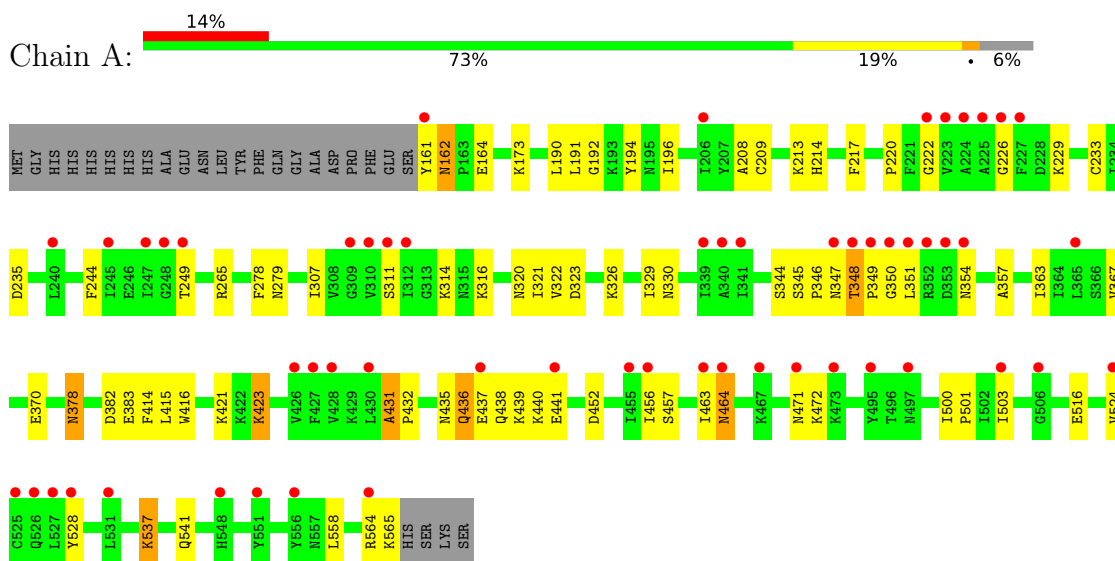 14%
Chain A:
73% 19% • 6%
MET GLY HIS HIS HIS HIS HIS HIS ALA GLU ASN LEU TYR PHE GLN GLY ALA ASP PRO PHE GLU SER Y161 N162 P163 E164 K173 L190 L191 G192 K193 Y194 N195 I196 I206 Y207 A208 C209 K213 H214 F217 P220 F221 G222 V223 A224 A225 G226 F227 D228 K229 C233
D235 L240 F244 I245 E246 I247 G248 T249 R265 F278 N279 I307 V308 G309 V310 S311 I312 G313 K314 N315 K316 N320 I321 V322 D323 K326 I329 N330 I339 A340 I341 S344 S345 P346 N347 T348 P349 G350 L351 R352 D353 N354 A357 I363 I364 L365 S366
E370 N378 D382 E383 F414 L415 W416 K421 K422 K423 V426 F427 V428 K429 L430 A431 P432 N435 Q436 E437 Q438 K439 K440 E441 D452 I455 I456 S457 I463 N464 K467 N471 K472 K473 Y495 T496 N497 I500 P501 I502 I503 G506 E516
C525 Q526 L527 Y528 L531 K537 Q541 H548 Y551 Y556 N557 L558 R564 K565 HIS SER LYS SER